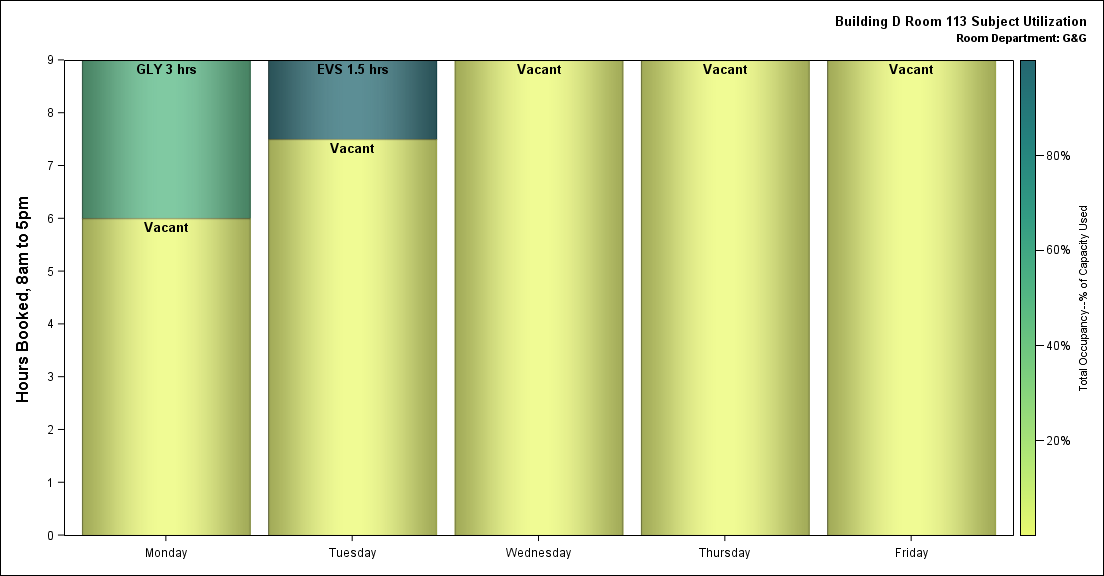 Building D Room 113 Subject Utilization
Room Department: G&G
Hours Booked, 8am to 5pm
9
8
7
6
5
4
3
2
1
0
GLY 3 hrs
Vacant
EVS 1.5 hrs
Vacant
Vacant
Vacant
Vacant
Monday
Tuesday
Wednesday
Thursday
Friday
80%
60%
40%
20%
Total Occupancy--% of Capacity Used